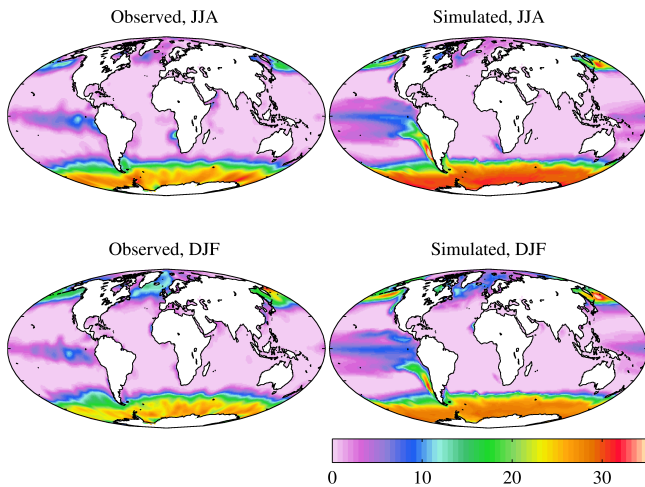 Observed, JJA
Simulated, JJA
Observed, DJF
Simulated, DJF
0 10 20 30